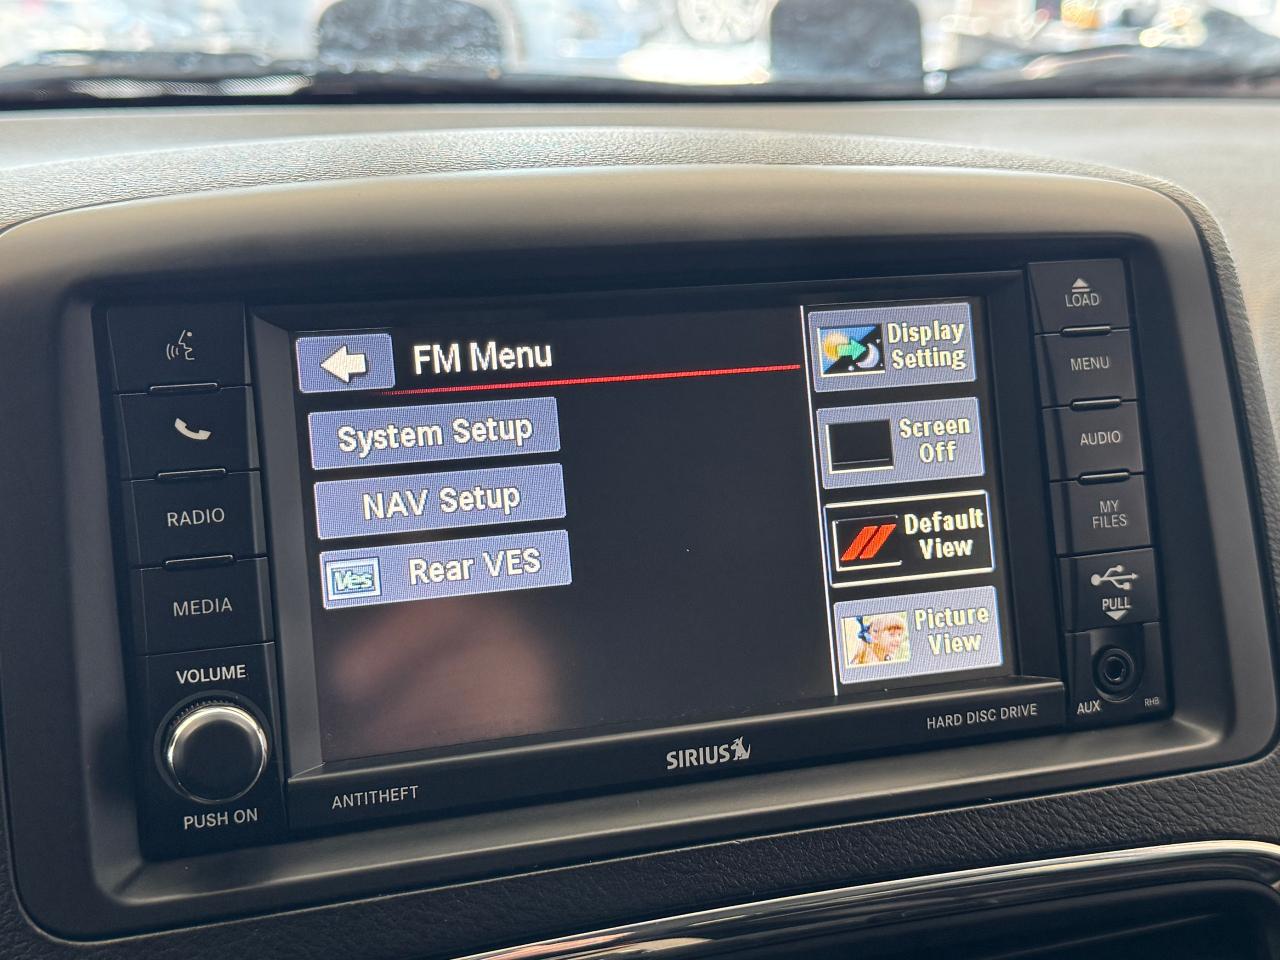 FM Menu
System Setup
NAV Setup
Ves Rear VES
Display
Setting
Screen
Off
Default
View
Picture
View
RADIO
MEDIA
VOLUME
PUSH ON
ANTITHEFT
SIRIUS
HARD DISC DRIVE
LOAD
MENU
AUDIO
MY
FILES
PULL
AUX
RHB